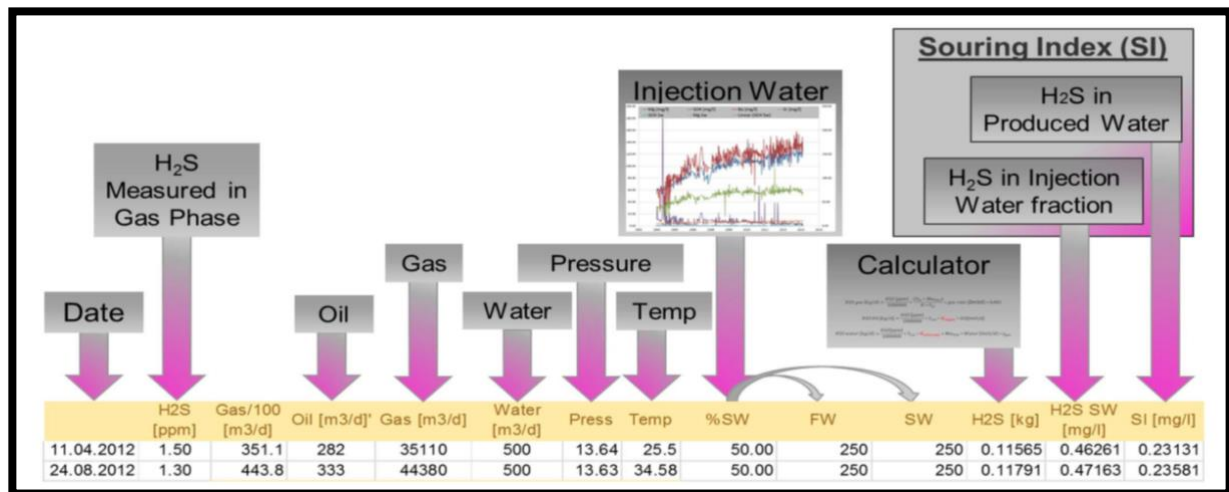 Souring Index (SI)
H2S in
Produced Water
H₂S in Injection
Water fraction
Injection Water
H₂S
Measured in
Gas Phase
Gas
Pressure
Calculator
Date
Oil
Water
Temp
H2S [ppm] Gas/100 [m3/d] Oil [m3/d]' Gas [m3/d] Water [m3/d] Press Temp %SW FW SW H2S [kg] H2S SW [mg/l] SI [mg/l]
11.04.2012 1.50 351.1 282 35110 500 13.64 25.5 50.00 250 250 0.11565 0.46261 0.23131
24.08.2012 1.30 443.8 333 44380 500 13.63 34.58 50.00 250 250 0.11791 0.47163 0.23581